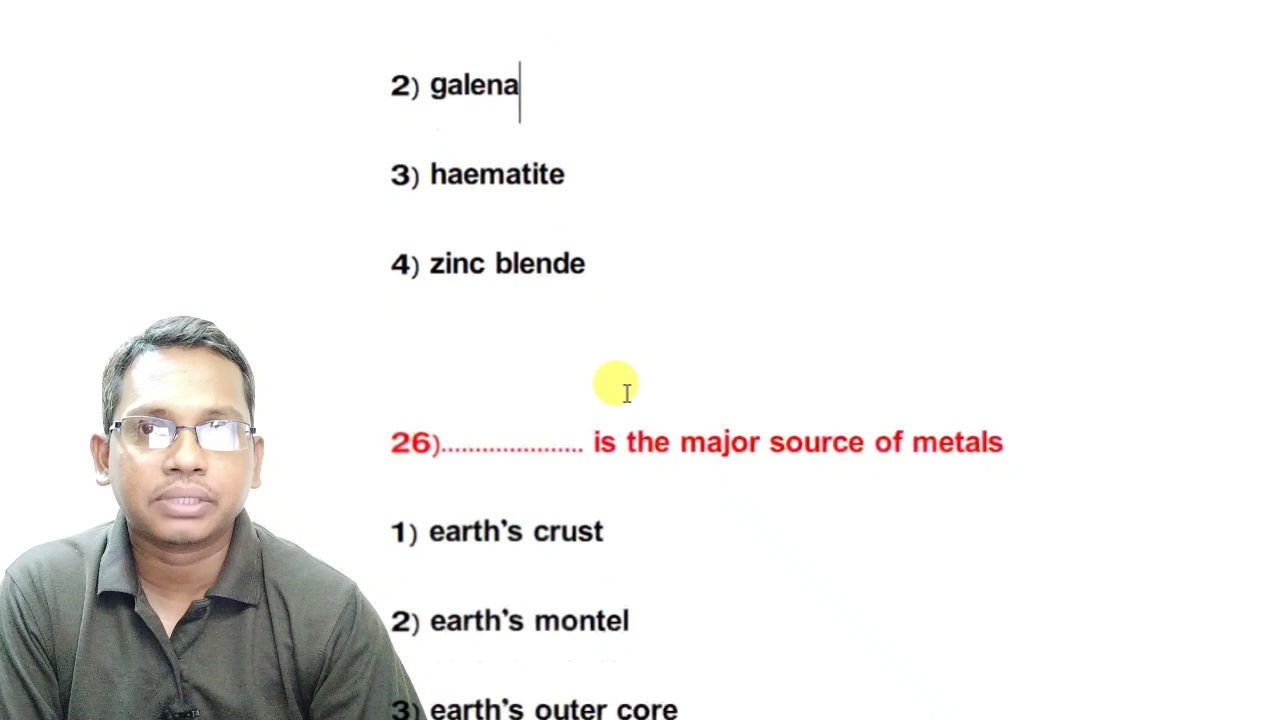 2) galena
3) haematite
4) zinc blende
26)..................... is the major source of metals
1) earth's crust
2) earth's montel
3) earth's outer core